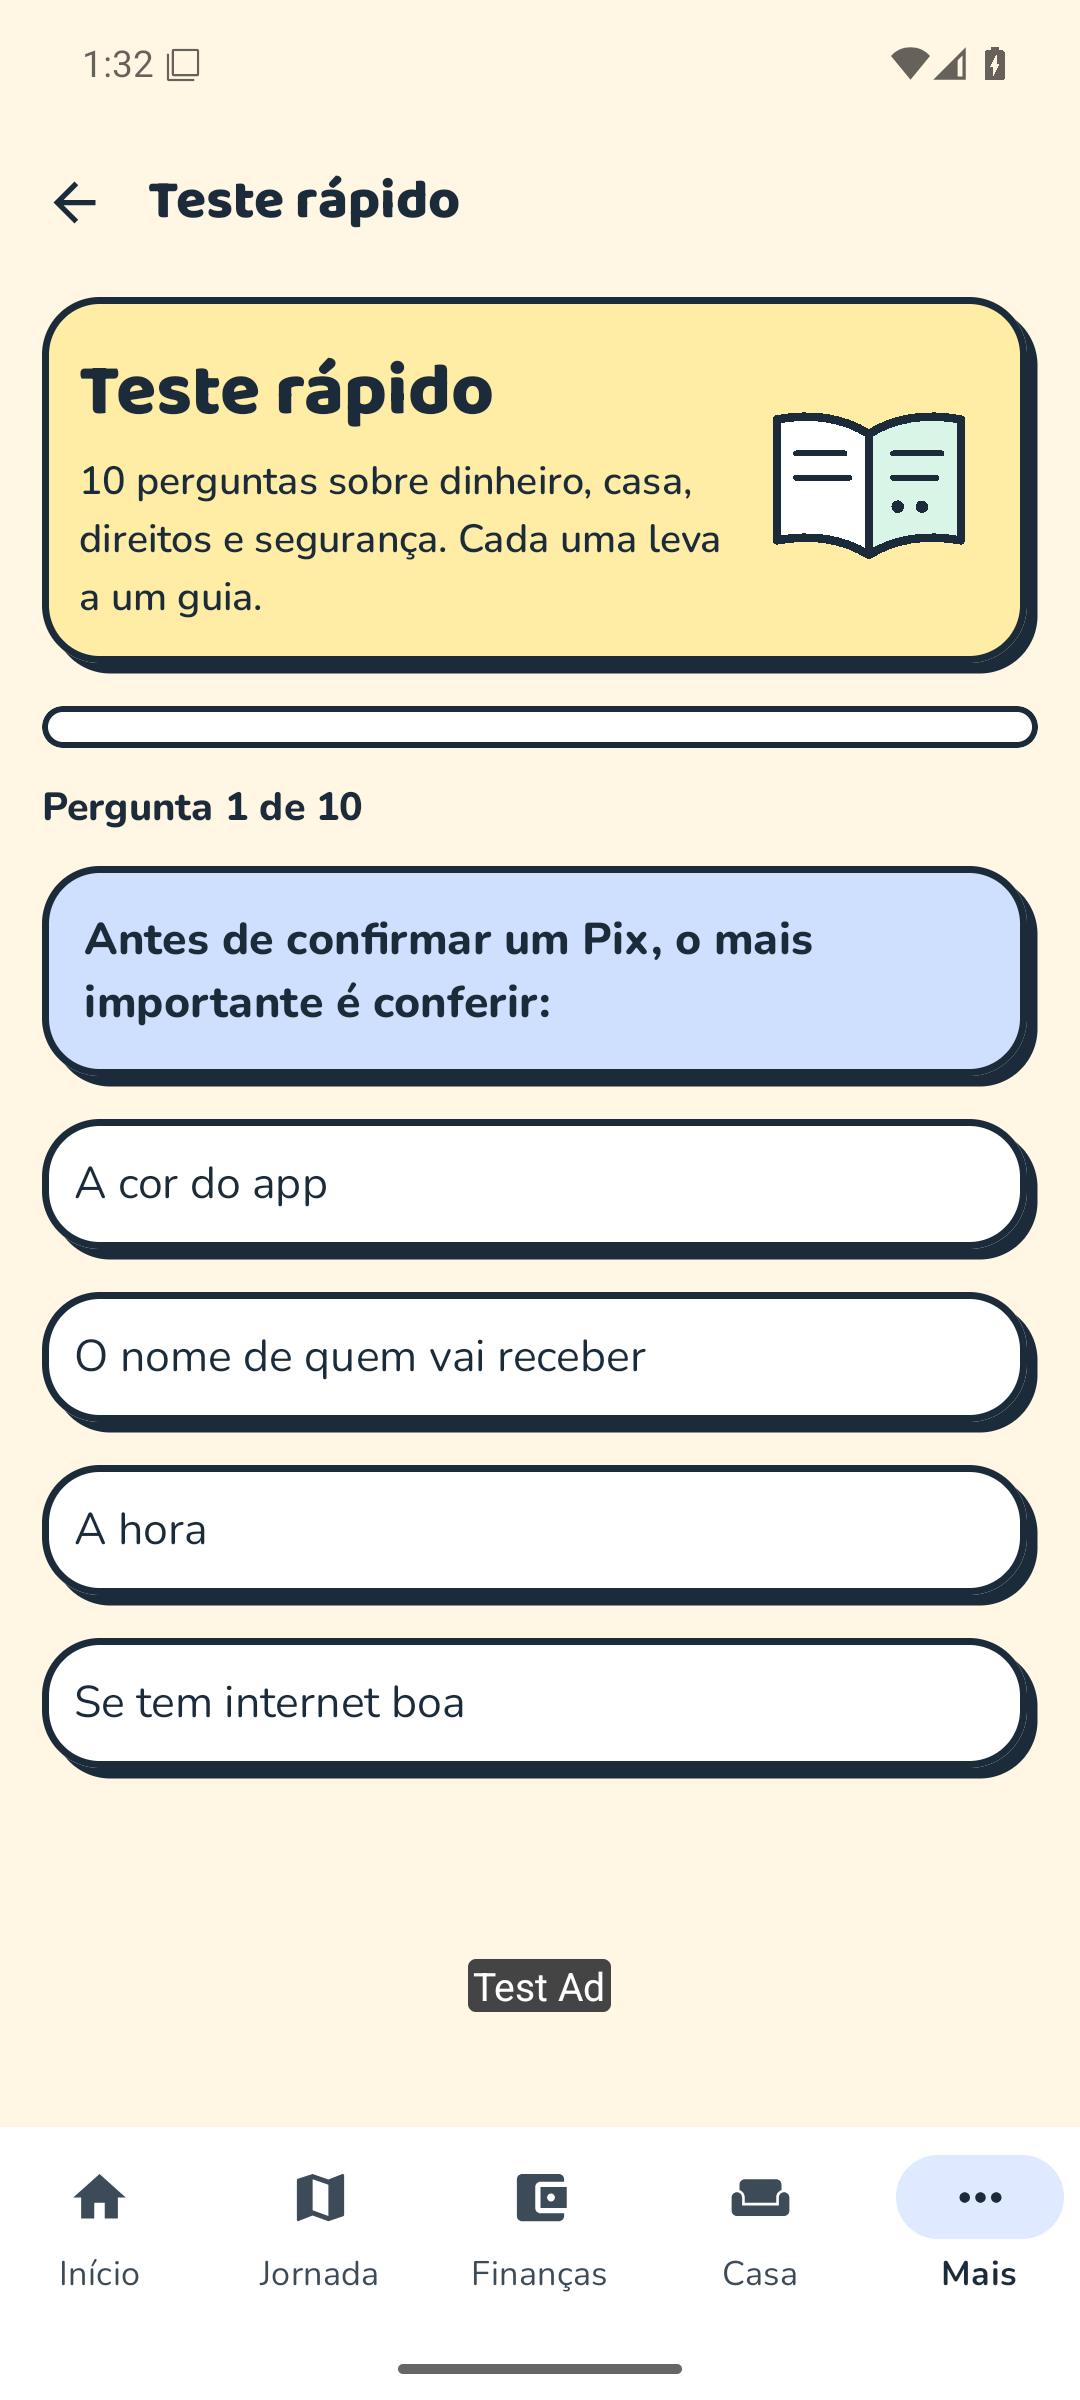 1:32
Teste rápido
Teste rápido
10 perguntas sobre dinheiro, casa,
direitos e segurança. Cada uma leva
a um guia.
Pergunta 1 de 10
Antes de confirmar um Pix, o mais
importante é conferir:
A cor do app
O nome de quem vai receber
A hora
Se tem internet boa
Test Ad
Início
Jornada
Finanças
Casa
Mais